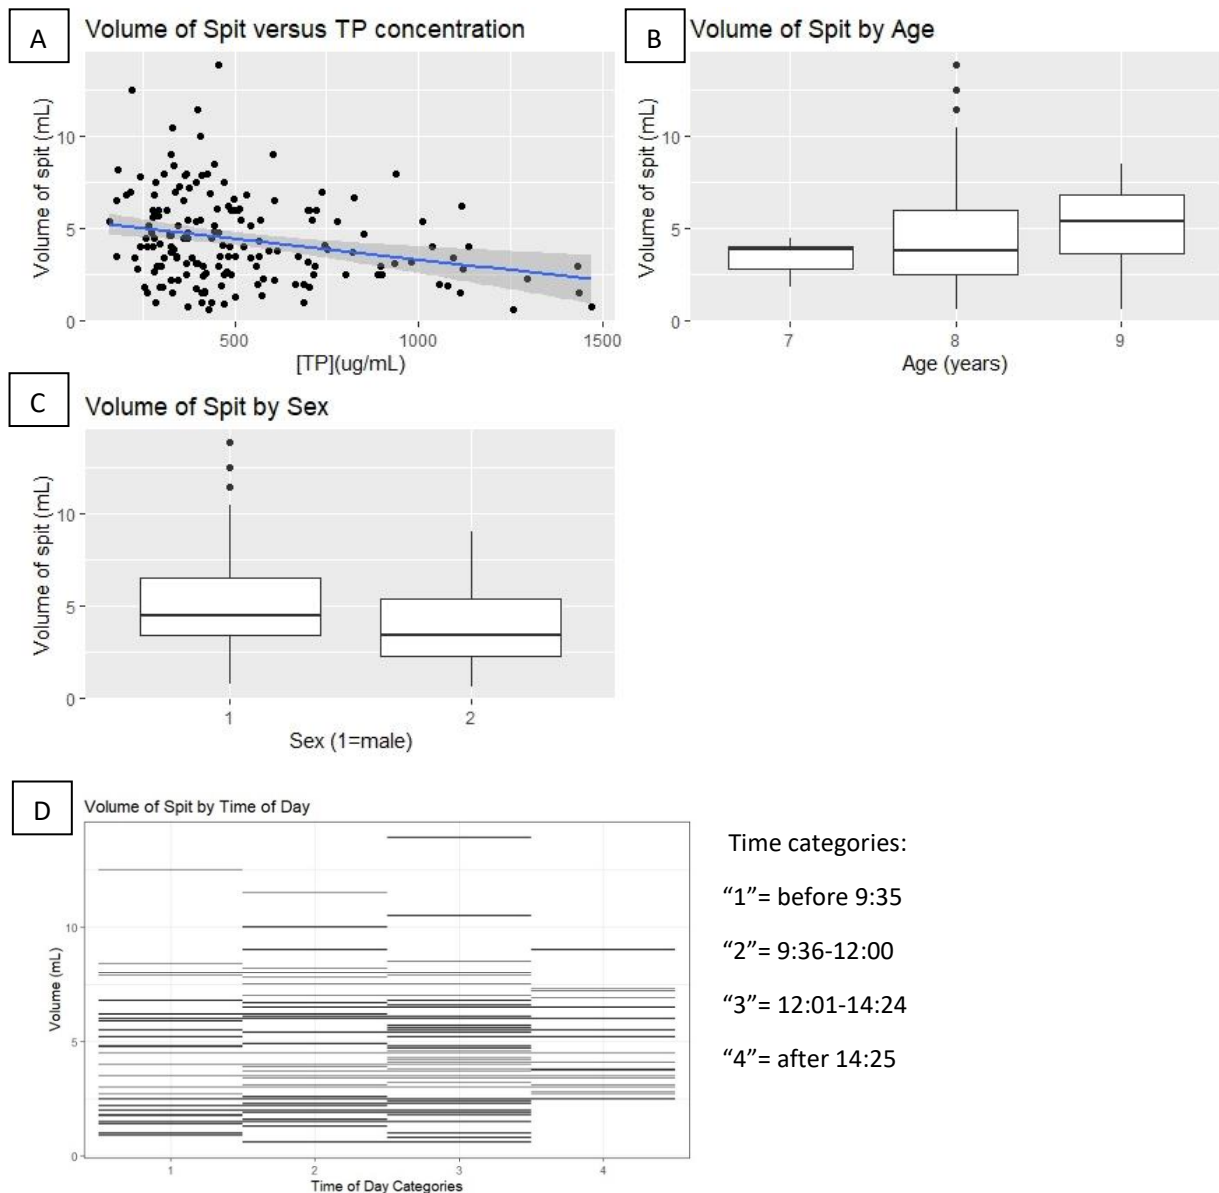 A
Volume of Spit versus TP concentration
Volume of spit (mL)
10
5
0
500
1000
1500
[TP](ug/mL)
B
Volume of Spit by Age
Volume of spit (mL)
10
5
0
7
8
9
Age (years)
C
Volume of Spit by Sex
Volume of spit (mL)
10
5
0
1
2
Sex (1=male)
D
Volume of Spit by Time of Day
Volume (mL)
10
5
0
1
2
3
4
Time of Day Categories
Time categories:
“1”= before 9:35
“2”= 9:36-12:00
“3”= 12:01-14:24
“4”= after 14:25